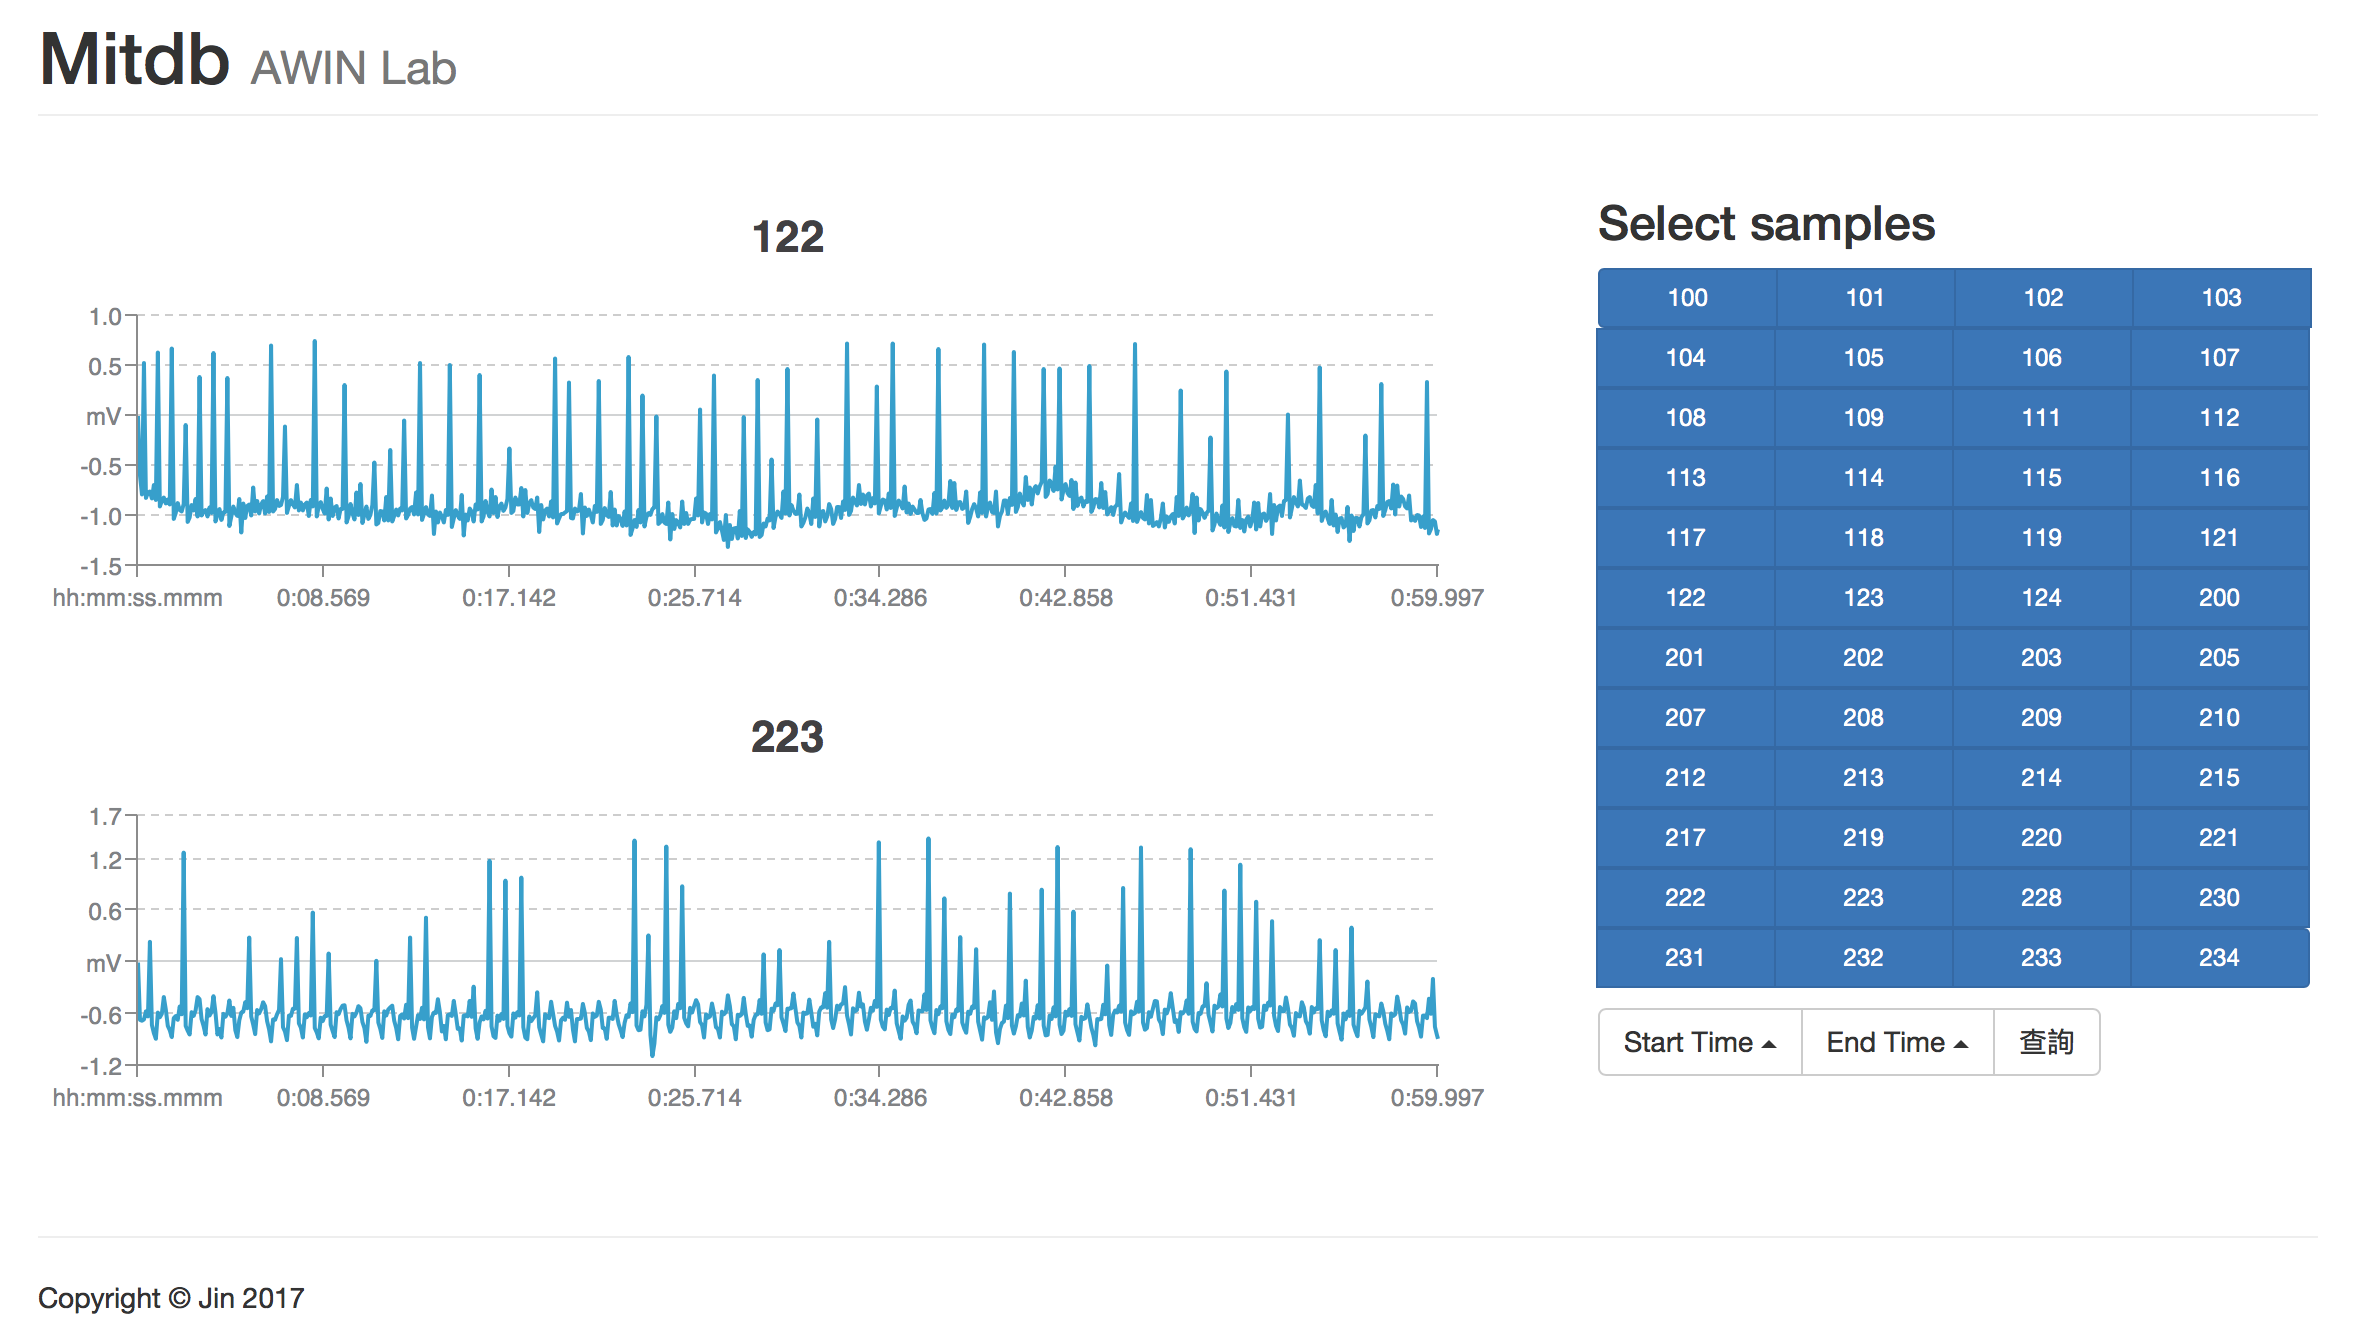 Mitdb AWIN Lab
122
1.0
0.5
mV
-0.5
-1.0
-1.5
hh:mm:ss.mmm 0:08.569 0:17.142 0:25.714 0:34.286 0:42.858 0:51.431 0:59.997
223
1.7
1.2
0.6
mV
-0.6
-1.2
hh:mm:ss.mmm 0:08.569 0:17.142 0:25.714 0:34.286 0:42.858 0:51.431 0:59.997
Select samples
100 101 102 103
104 105 106 107
108 109 111 112
113 114 115 116
117 118 119 121
122 123 124 200
201 202 203 205
207 208 209 210
212 213 214 215
217 219 220 221
222 223 228 230
231 232 233 234
Start Time End Time 查詢
Copyright © Jin 2017